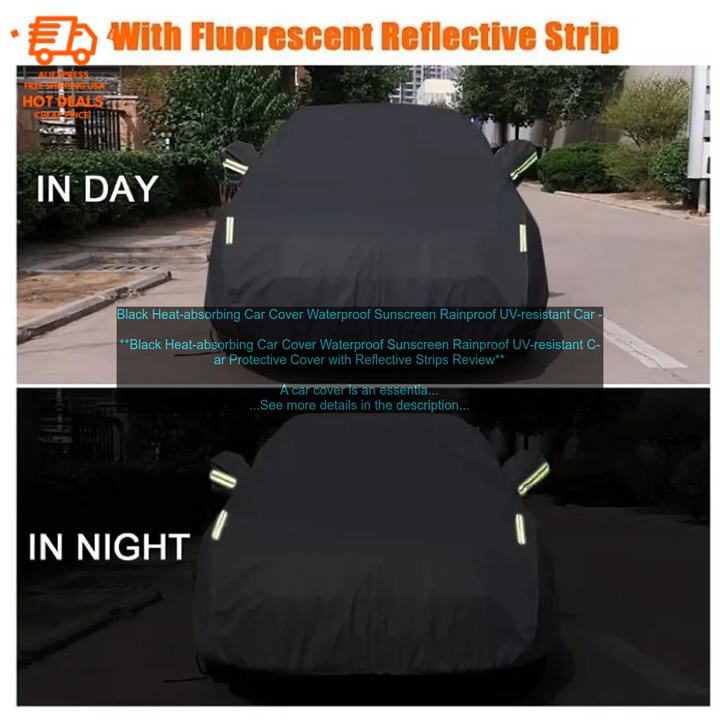 With Fluorescent Reflective Strip
ALIEXPRESS
FREE SHIPPING USA
HOT DEALS
CHEAP PRICE!
IN DAY
Black Heat-absorbing Car Cover Waterproof Sunscreen Rainproof UV-resistant Car -
**Black Heat-absorbing Car Cover Waterproof Sunscreen Rainproof UV-resistant C-
ar Protective Cover with Reflective Strips Review**
A car cover is an essentia...
...See more details in the description...
IN NIGHT